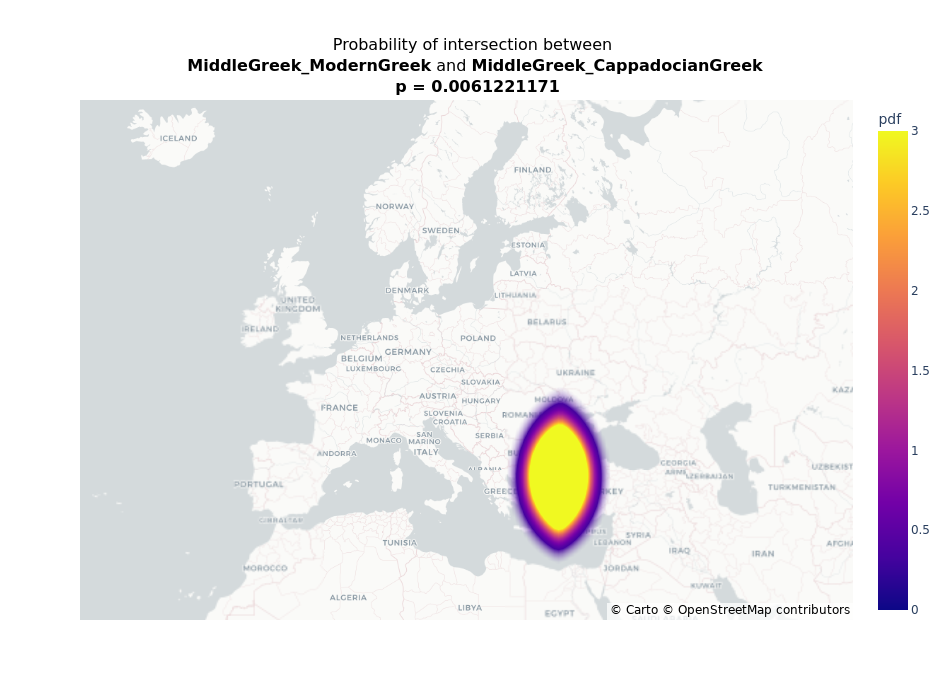 Probability of intersection between
MiddleGreek_ModernGreek and MiddleGreek_CappadocianGreek
p = 0.0061221171
pdf
3
2.5
2
1.5
1
0.5
0
ICELAND
FINLAND
NORWAY
SWEDEN
ESTONIA
LATVIA
DENMARK
LITHUANIA
UNITED
KINGDOM
IRELAND
BELARUS
NETHERLANDS
POLAND
GERMANY
BELGIUM
LUXEMBOURG
CZECHIA
UKRAINE
SLOVAKIA
KAZA
AUSTRIA
HUNGARY
MOLDOVA
FRANCE
SLOVENIA
ROMAN
CROATIA
SAN
MARINO
SERBIA
MONACO
ITALY
ANDORRA
BU
GEORGIA
ALBANIA
ARM
AZERBAIJAN
UZBEKIST
PORTUGAL
GREECE
KEY
TURKMENISTAN
GIBRALTAR
SYRIA
LEBANON
TUNISIA
IRAQ
IRAN
AFGHA
MOROCCO
JORDAN
KUWAIT
ALGERIA
LIBYA
EGYPT
© Carto © OpenStreetMap contributors